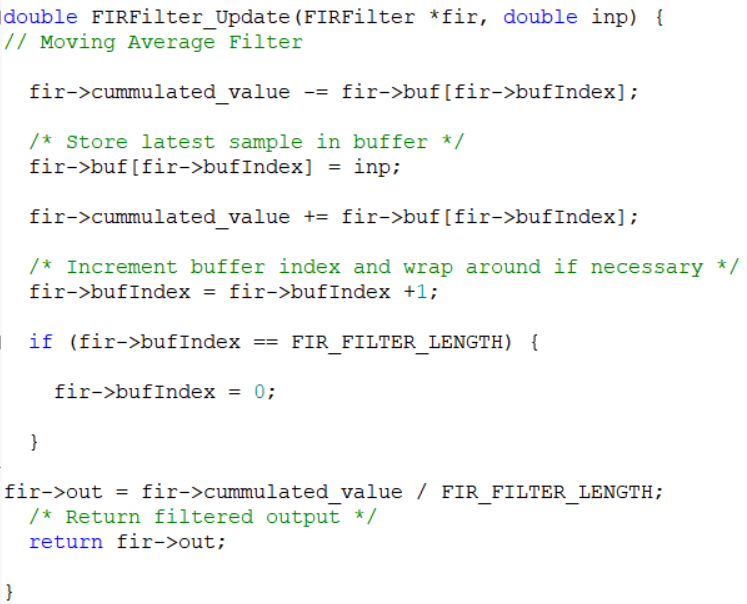 double FIRFilter_Update(FIRFilter *fir, double inp) {
// Moving Average Filter
fir->cummulated_value -= fir->buf[fir->bufIndex];
/* Store latest sample in buffer */
fir->buf[fir->bufIndex] = inp;
fir->cummulated_value += fir->buf[fir->bufIndex];
/* Increment buffer index and wrap around if necessary */
fir->bufIndex = fir->bufIndex +1;
if (fir->bufIndex == FIR_FILTER_LENGTH) {
fir->bufIndex = 0;
}
fir->out = fir->cummulated_value / FIR_FILTER_LENGTH;
/* Return filtered output */
return fir->out;
}